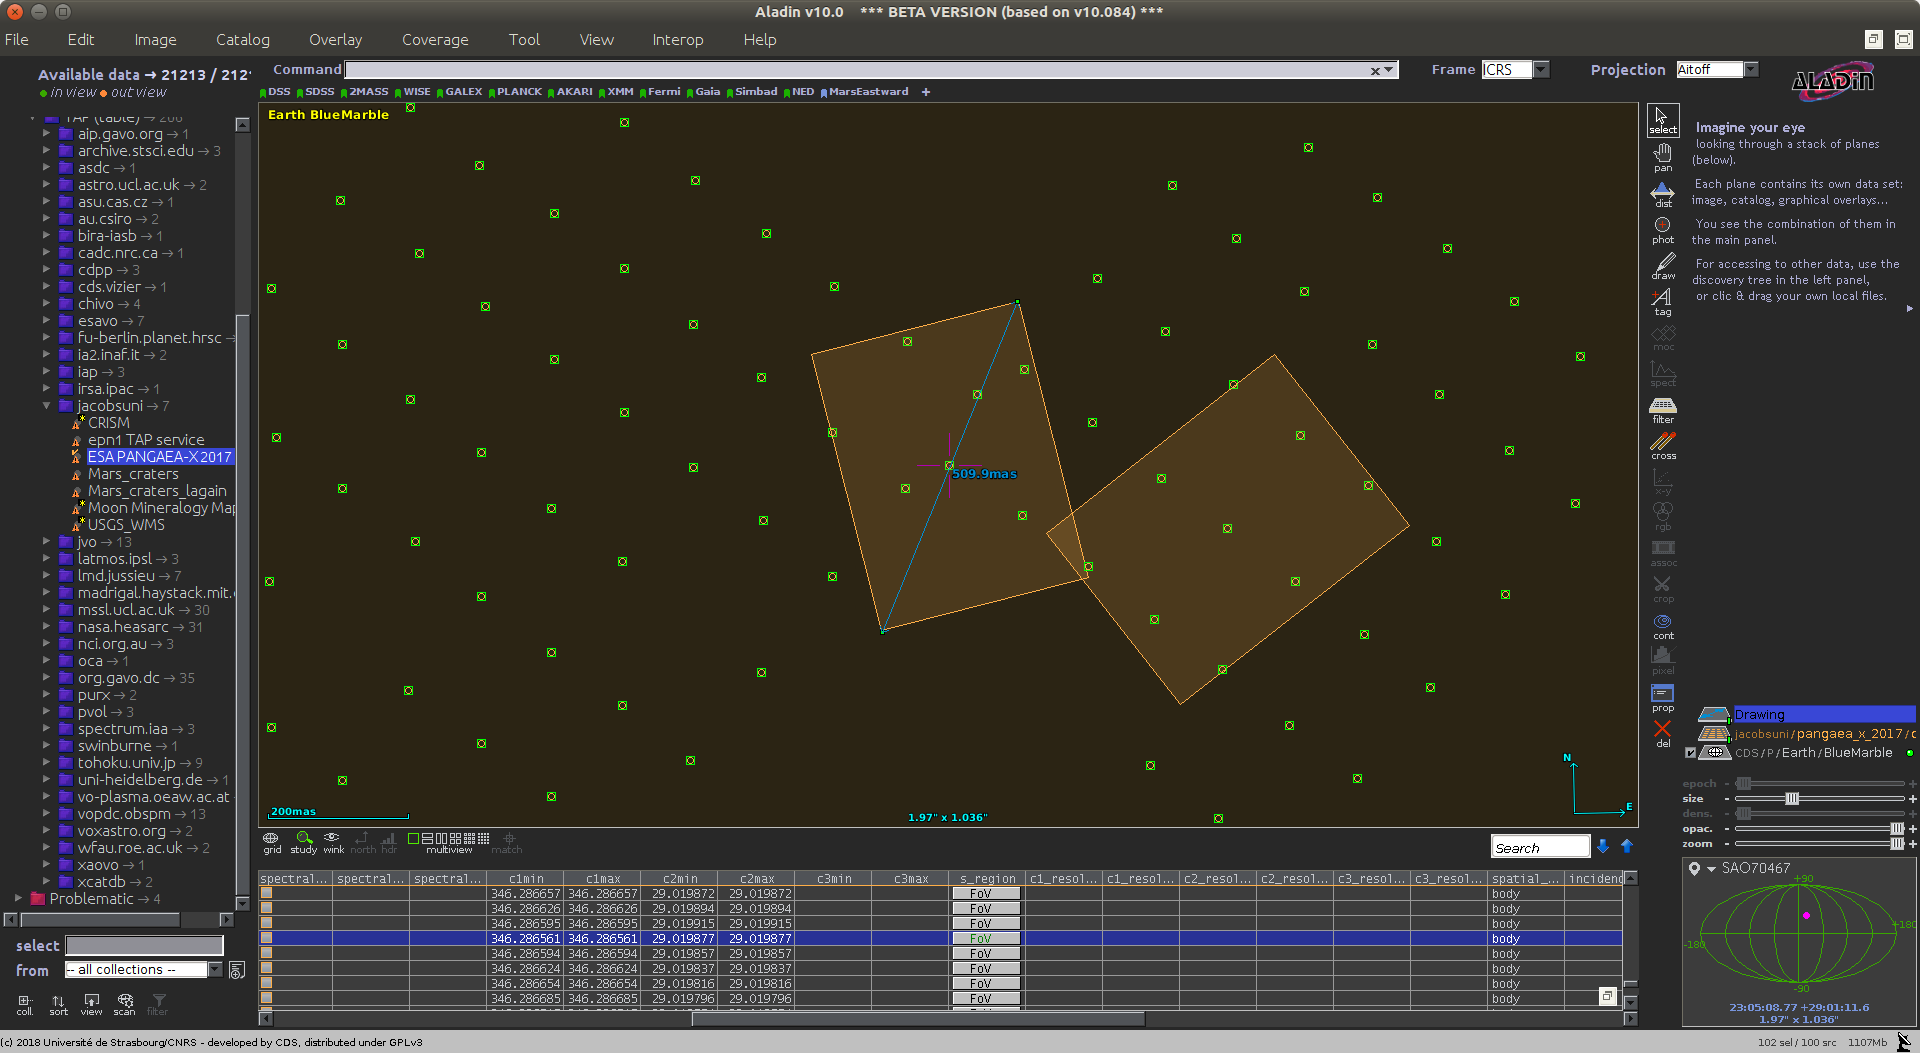 Aladin v10.0    *** BETA VERSION (based on v10.084) ***
File Edit Image Catalog Overlay Coverage Tool View Interop Help
Available data → 21213 / 212
in view out view
Command
x
Frame ICRS
Projection Aitoff
ALADIN
DSS SDSS 2MASS WISE GALEX PLANCK AKARI XMM Fermi Gaia Simbad NED MarsEastward +
TAP (table) → 200
aip.gavo.org → 1
archive.stsci.edu → 3
asdc → 1
astro.ucl.ac.uk → 2
asu.cas.cz → 1
au.csiro → 2
bira-iasb → 1
cadc.nrc.ca → 1
cdpp → 3
cds.vizier → 1
chivo → 4
esavo → 7
fu-berlin.planet.hrsc →
ia2.inaf.it → 2
iap → 3
irsa.ipac → 1
jacobsuni → 7
CRISM
epn1 TAP service
ESA PANGAEA-X 2017
Mars_craters
Mars_craters_lagain
Moon Mineralogy Map
USGS_WMS
jvo → 13
latmos.ipsl → 3
lmd.jussieu → 7
madrigal.haystack.mit.e
mssl.ucl.ac.uk → 30
nasa.heasarc → 31
nci.org.au → 3
oca → 1
org.gavo.dc → 35
purx → 2
pvol → 3
spectrum.iaa → 3
swinburne → 1
tohoku.univ.jp → 9
uni-heidelberg.de → 1
vo-plasma.oeaw.ac.at
vopdc.obspm → 13
voxastro.org → 2
wfau.roe.ac.uk → 2
xaovo → 1
xcatdb → 2
Problematic → 4
select
from -- all collections --
coll. sort view scan filter
Earth BlueMarble
509.9mas
200mas
1.97" x 1.036"
N
E
select
pan
dist
phot
draw
tag
moc
spect
filter
cross
x-y
rgb
assoc
crop
cont
pixel
prop
del
Imagine your eye
looking through a stack of planes
(below).
Each plane contains its own data set:
image, catalog, graphical overlays...
You see the combination of them in
the main panel.
For accessing to other data, use the
discovery tree in the left panel,
or clic & drag your own local files.
Drawing
jacobsuni/pangaea_x_2017/c
CDS/P/Earth/BlueMarble
epoch - +
size - +
dens. - +
opac. - +
zoom - +
grid study wink north hdr multiview match
Search
spectral... spectral... spectral... c1min c1max c2min c2max c3min c3max s_region c1_resol... c1_resol... c2_resol... c2_resol... c3_resol... c3_resol... spatial_... incidenc
346.286657 346.286657 29.019872 29.019872 FoV body
346.286626 346.286626 29.019894 29.019894 FoV body
346.286595 346.286595 29.019915 29.019915 FoV body
346.286561 346.286561 29.019877 29.019877 FoV body
346.286594 346.286594 29.019857 29.019857 FoV body
346.286624 346.286624 29.019837 29.019837 FoV body
346.286654 346.286654 29.019816 29.019816 FoV body
346.286685 346.286685 29.019796 29.019796 FoV body
SAO70467
+90
-180
+180
-90
23:05:08.77 +29:01:11.6
1.97" x 1.036"
(c) 2018 Université de Strasbourg/CNRS - developed by CDS, distributed under GPLv3
102 sel / 100 src 1107Mb